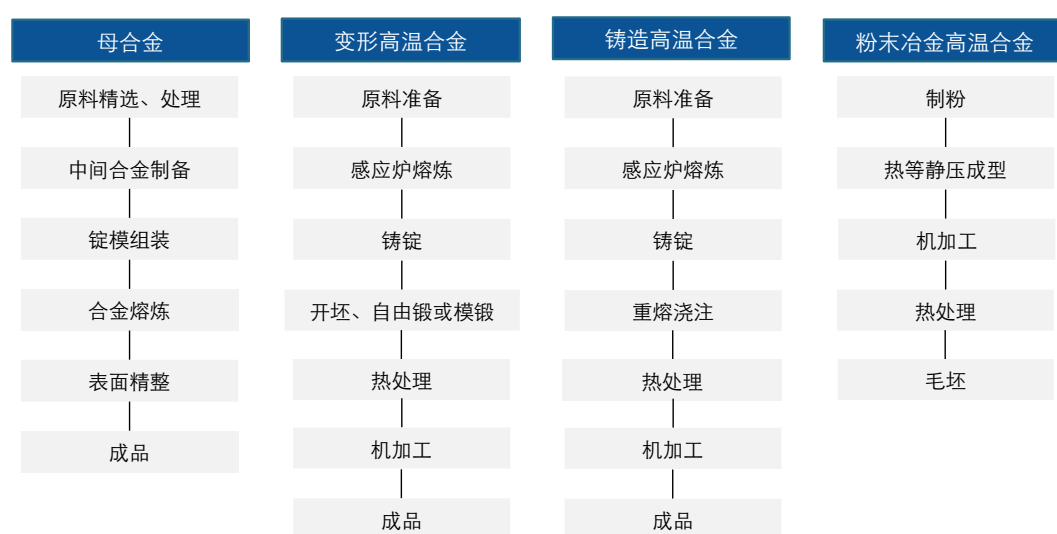 母合金
原料精选、处理
中间合金制备
锭模组装
合金熔炼
表面精整
成品
变形高温合金
原料准备
感应炉熔炼
铸锭
开坯、自由锻或模锻
热处理
机加工
成品
铸造高温合金
原料准备
感应炉熔炼
铸锭
重熔浇注
热处理
机加工
成品
粉末冶金高温合金
制粉
热等静压成型
机加工
热处理
毛坯